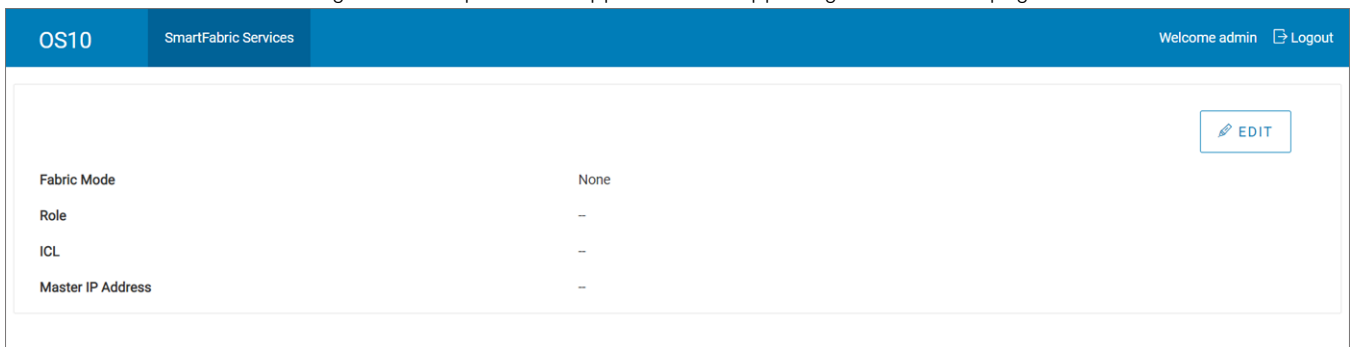 OS10 SmartFabric Services Welcome admin Logout
EDIT
Fabric Mode None
Role --
ICL --
Master IP Address --